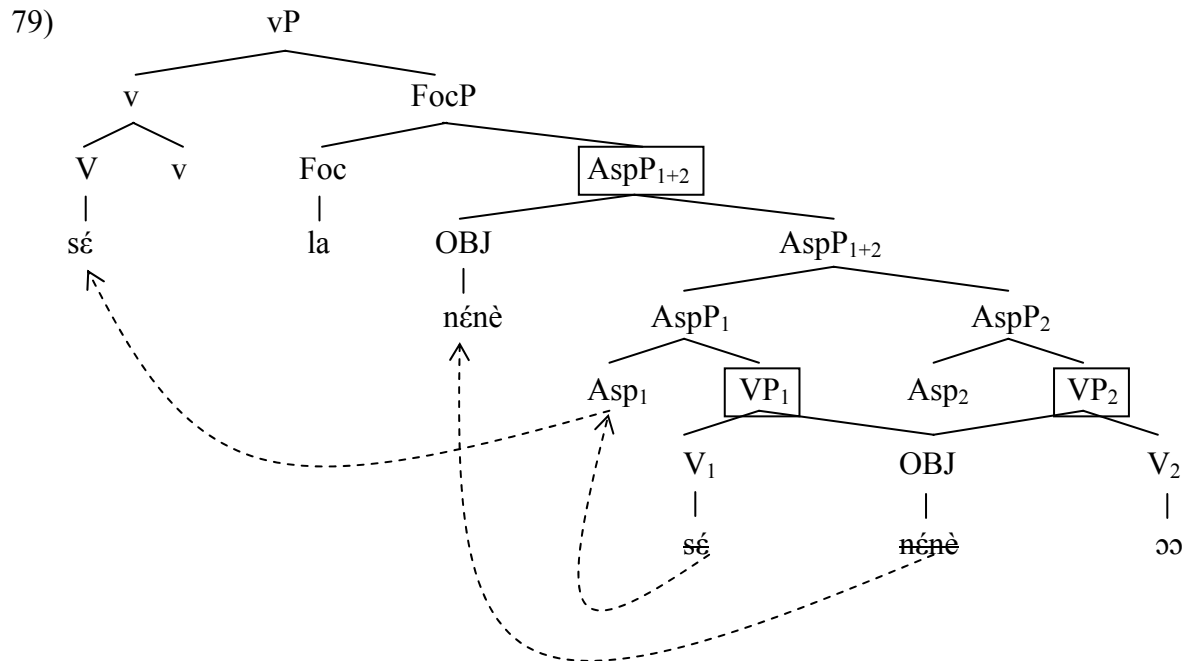 79) vP
v FocP
V v Foc AspP₁₊₂
sɛ́ la OBJ AspP₁₊₂
nɛ́nè AspP₁ AspP₂
Asp₁ VP₁ Asp₂ VP₂
V₁ OBJ V₂
sɛ́ nɛ́nè ɔɔ